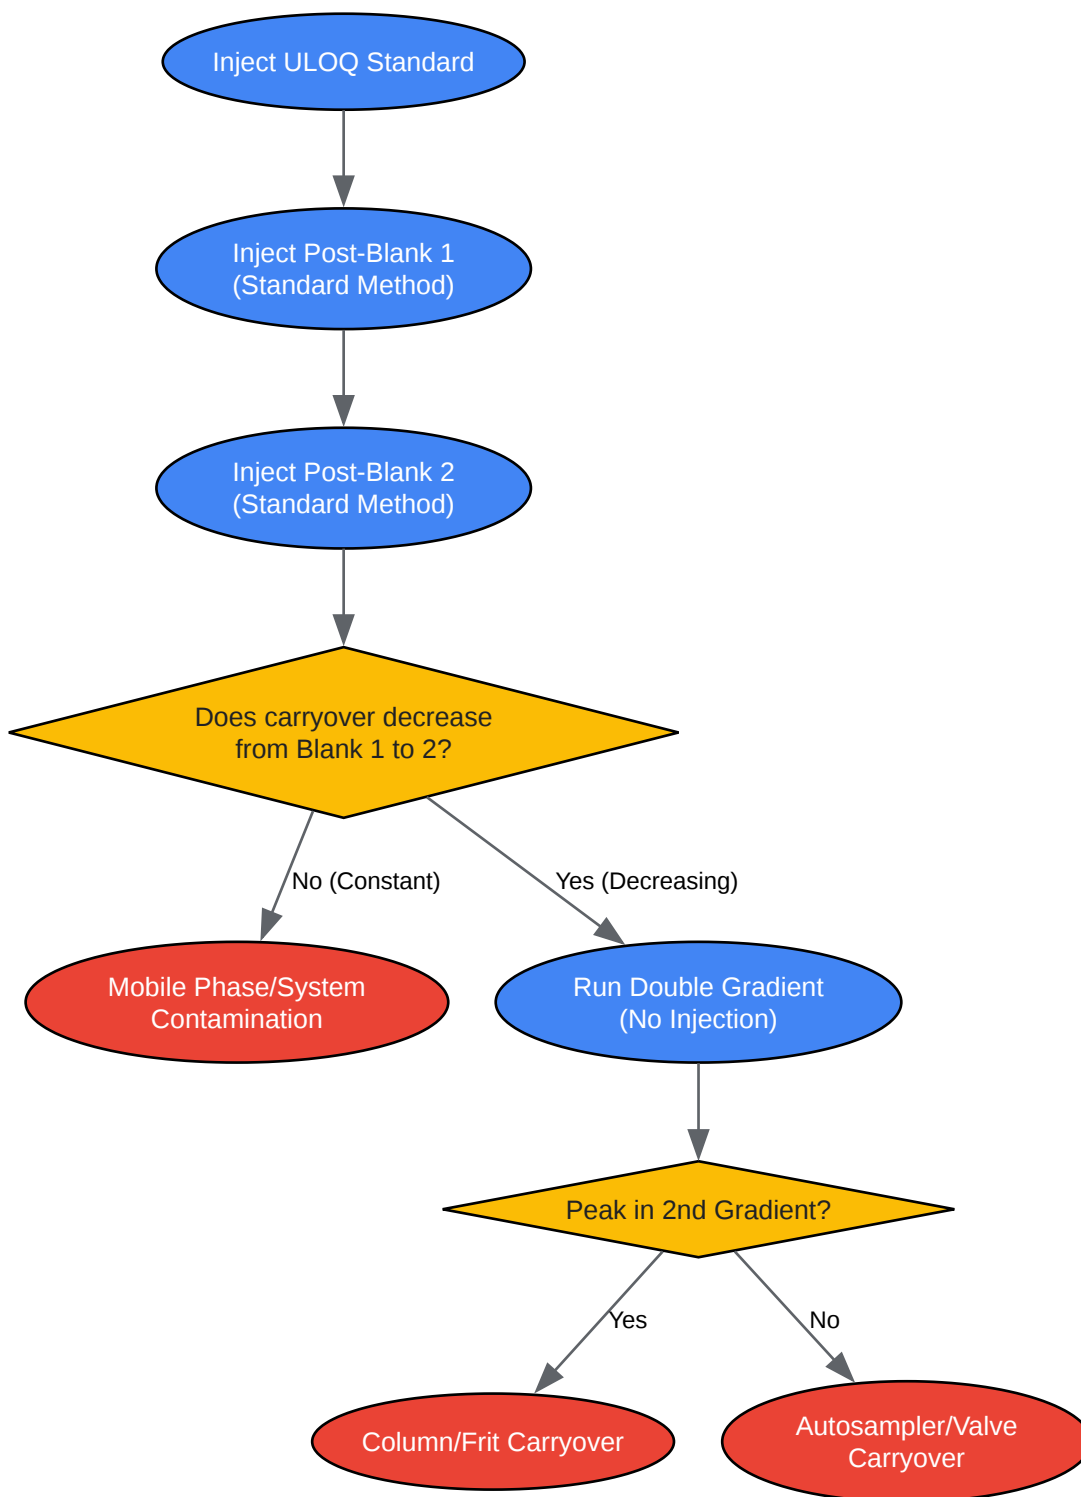 Inject ULOQ Standard
Inject Post-Blank 1
(Standard Method)
Inject Post-Blank 2
(Standard Method)
Does carryover decrease
from Blank 1 to 2?
No (Constant)
Yes (Decreasing)
Mobile Phase/System
Contamination
Run Double Gradient
(No Injection)
Peak in 2nd Gradient?
Yes
No
Column/Frit Carryover
Autosampler/Valve
Carryover